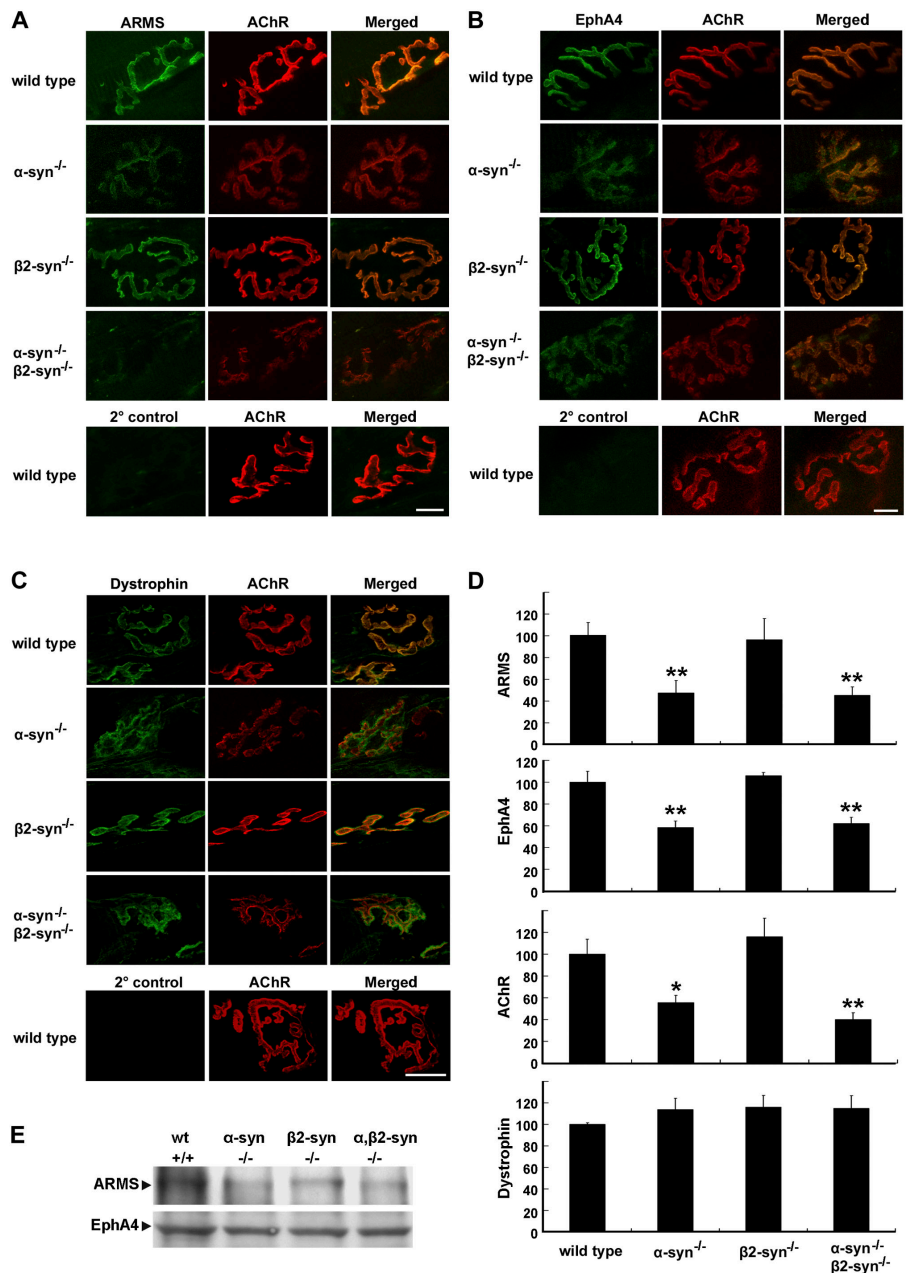 A
ARMS AChR Merged
wild type
α-syn-/-
β2-syn-/-
α-syn-/-
β2-syn-/-
2° control AChR Merged
wild type
B
EphA4 AChR Merged
wild type
α-syn-/-
β2-syn-/-
α-syn-/-
β2-syn-/-
2° control AChR Merged
wild type
C
Dystrophin AChR Merged
wild type
α-syn-/-
β2-syn-/-
α-syn-/-
β2-syn-/-
2° control AChR Merged
wild type
D
ARMS
120
100
80
60
40
20
0
** **
EphA4
120
100
80
60
40
20
0
** **
AChR
120
100
80
60
40
20
0
* **
Dystrophin
120
100
80
60
40
20
0
wild type α-syn-/- β2-syn-/- α-syn-/-
β2-syn-/-
E
wt α-syn β2-syn α,β2-syn
+/+ -/- -/- -/-
ARMS
EphA4